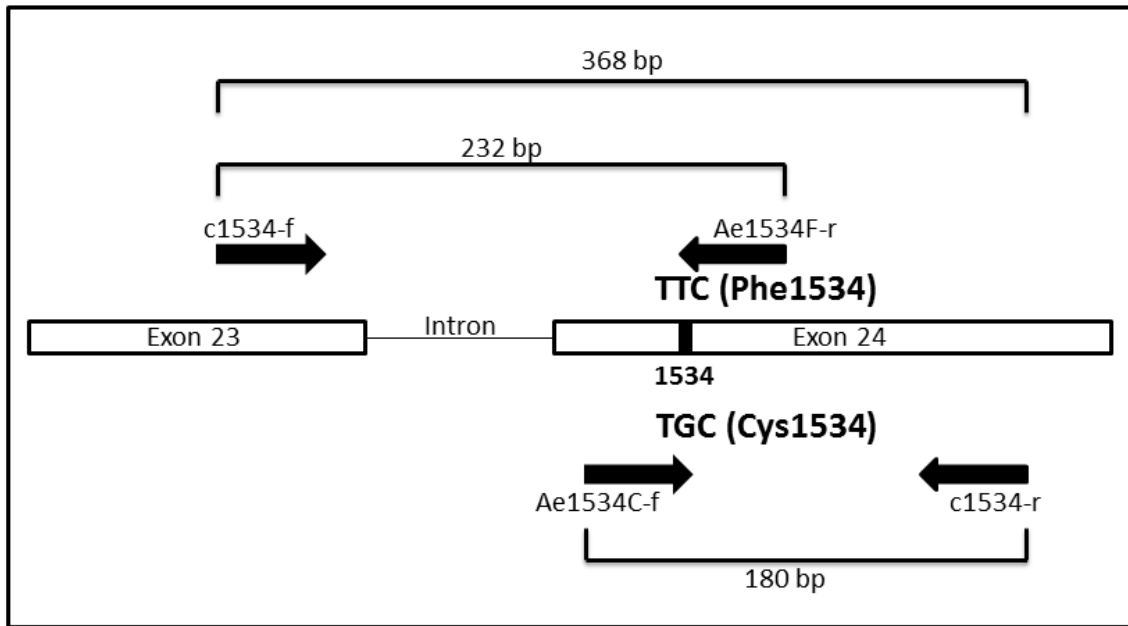 368 bp
232 bp
c1534-f
Ae1534F-r
TTC (Phe1534)
Exon 23
Intron
Exon 24
1534
TGC (Cys1534)
Ae1534C-f
c1534-r
180 bp